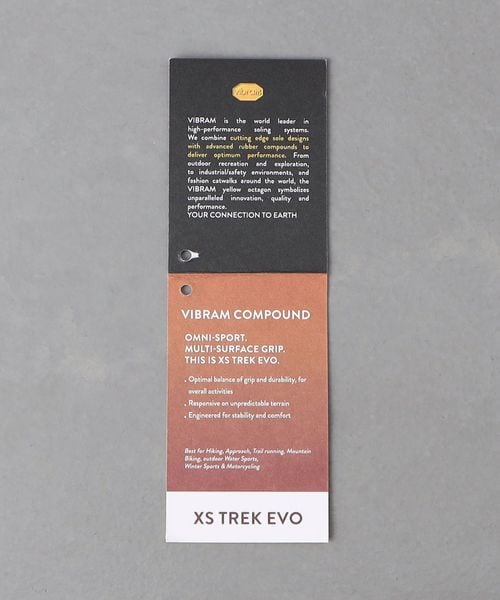 vibram
VIBRAM is the world leader in
high-performance soling systems.
We combine cutting edge sole designs
with advanced rubber compounds to
deliver optimum performance. From
outdoor recreation and exploration,
to industrial/safety environments, and
fashion catwalks around the world, the
VIBRAM yellow octagon symbolizes
unparalleled innovation, quality and
performance.
YOUR CONNECTION TO EARTH
VIBRAM COMPOUND
OMNI-SPORT.
MULTI-SURFACE GRIP.
THIS IS XS TREK EVO.
• Optimal balance of grip and durability, for
overall activities
• Responsive on unpredictable terrain
• Engineered for stability and comfort
Best for Hiking, Approach, Trail running, Mountain
Biking, outdoor Water Sports,
Winter Sports & Motorcycling
XS TREK EVO